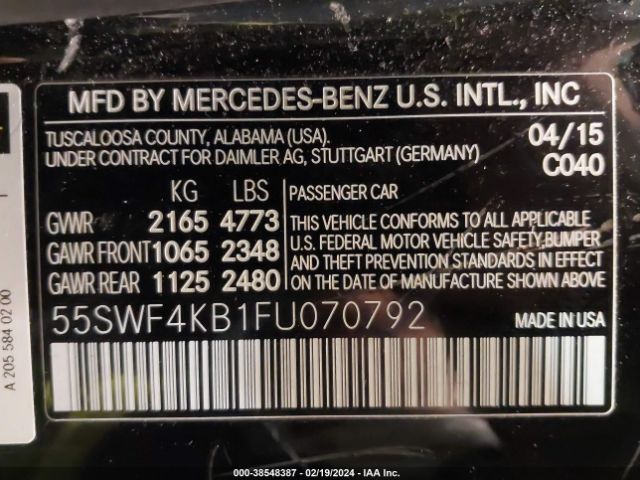 MFD BY MERCEDES-BENZ U.S. INTL., INC
TUSCALOOSA COUNTY, ALABAMA (USA). 04/15
UNDER CONTRACT FOR DAIMLER AG, STUTTGART (GERMANY) C040
KG LBS PASSENGER CAR
GVWR 2165 4773
GAWR FRONT 1065 2348
GAWR REAR 1125 2480
THIS VEHICLE CONFORMS TO ALL APPLICABLE
U.S. FEDERAL MOTOR VEHICLE SAFETY, BUMPER
AND THEFT PREVENTION STANDARDS IN EFFECT
ON THE DATE OF MANUFACTURE SHOWN ABOVE
55SWF4KB1FU070792 MADE IN USA
A 205 584 02 00
000 - 38548387 - 02/19/2024 - IAA Inc.